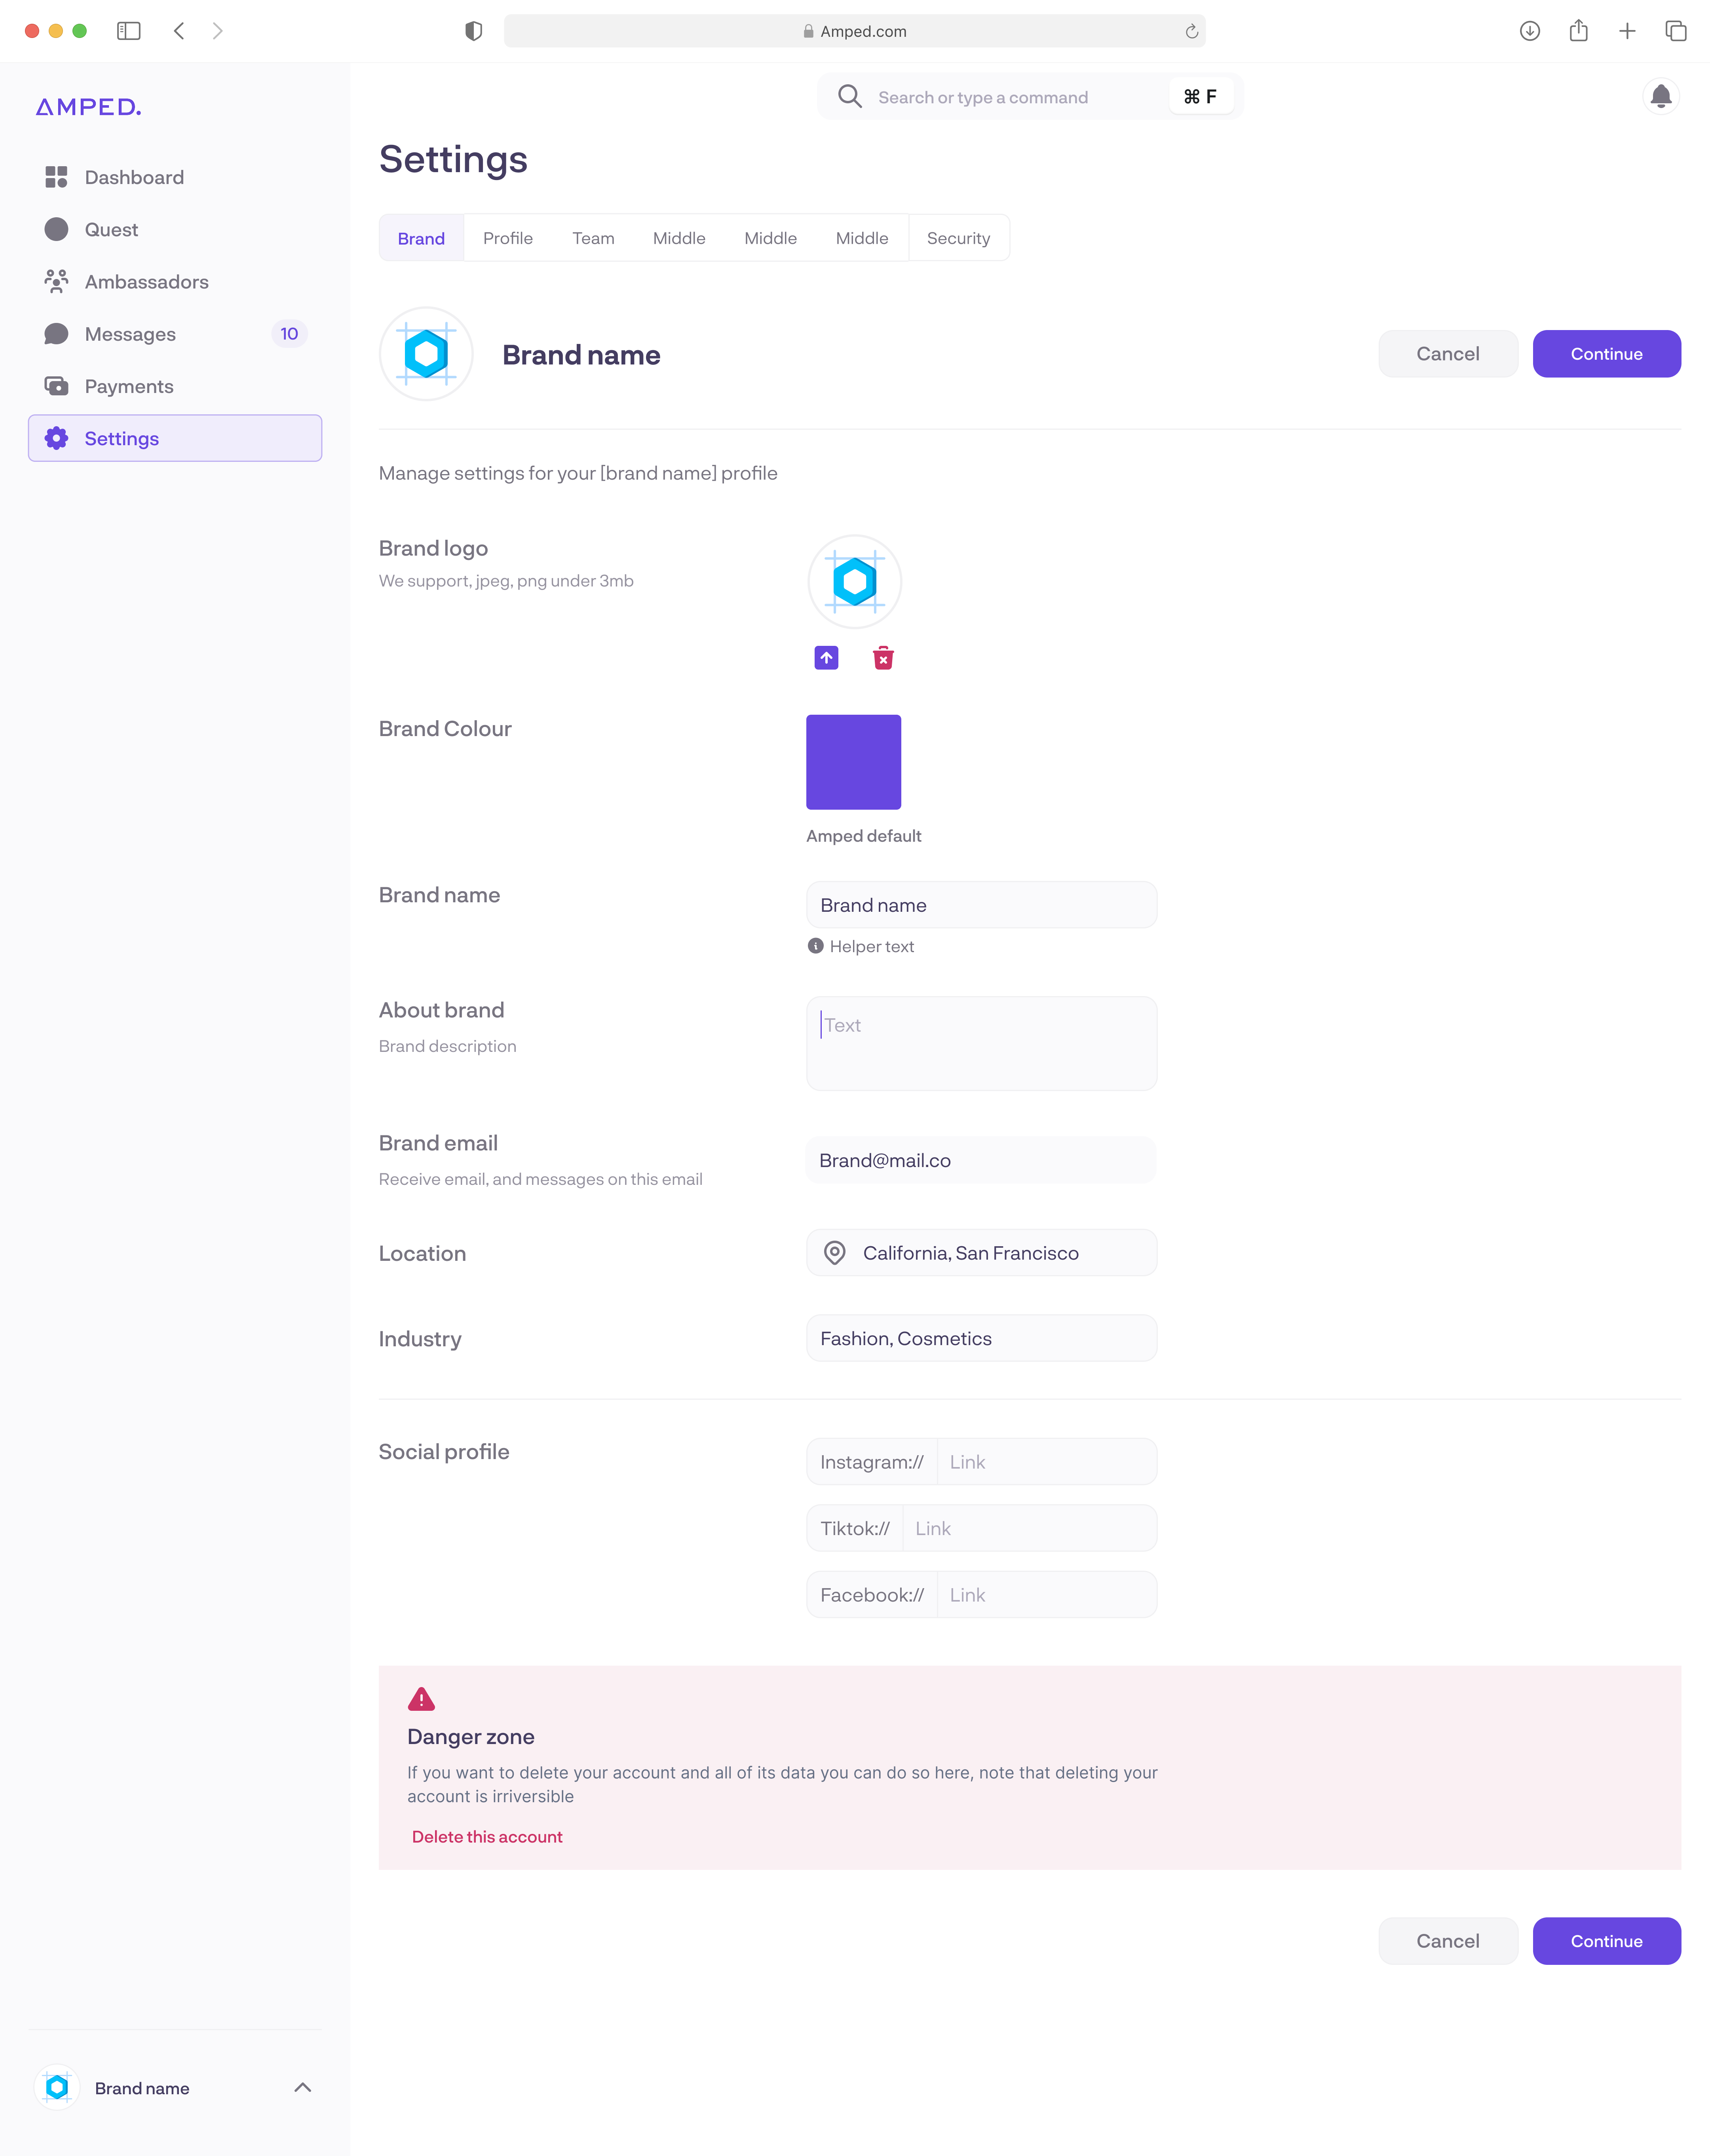 Amped.com
AMPED.
Search or type a command
⌘ F
Dashboard
Quest
Ambassadors
Messages 10
Payments
Settings
Settings
Brand Profile Team Middle Middle Middle Security
Brand name
Cancel Continue
Manage settings for your [brand name] profile
Brand logo
We support, jpeg, png under 3mb
Brand Colour
Amped default
Brand name
Brand name
Helper text
About brand
Brand description
Text
Brand email
Receive email, and messages on this email
Brand@mail.co
Location
California, San Francisco
Industry
Fashion, Cosmetics
Social profile
Instagram:// Link
Tiktok:// Link
Facebook:// Link
Danger zone
If you want to delete your account and all of its data you can do so here, note that deleting your
account is irriversible
Delete this account
Cancel Continue
Brand name